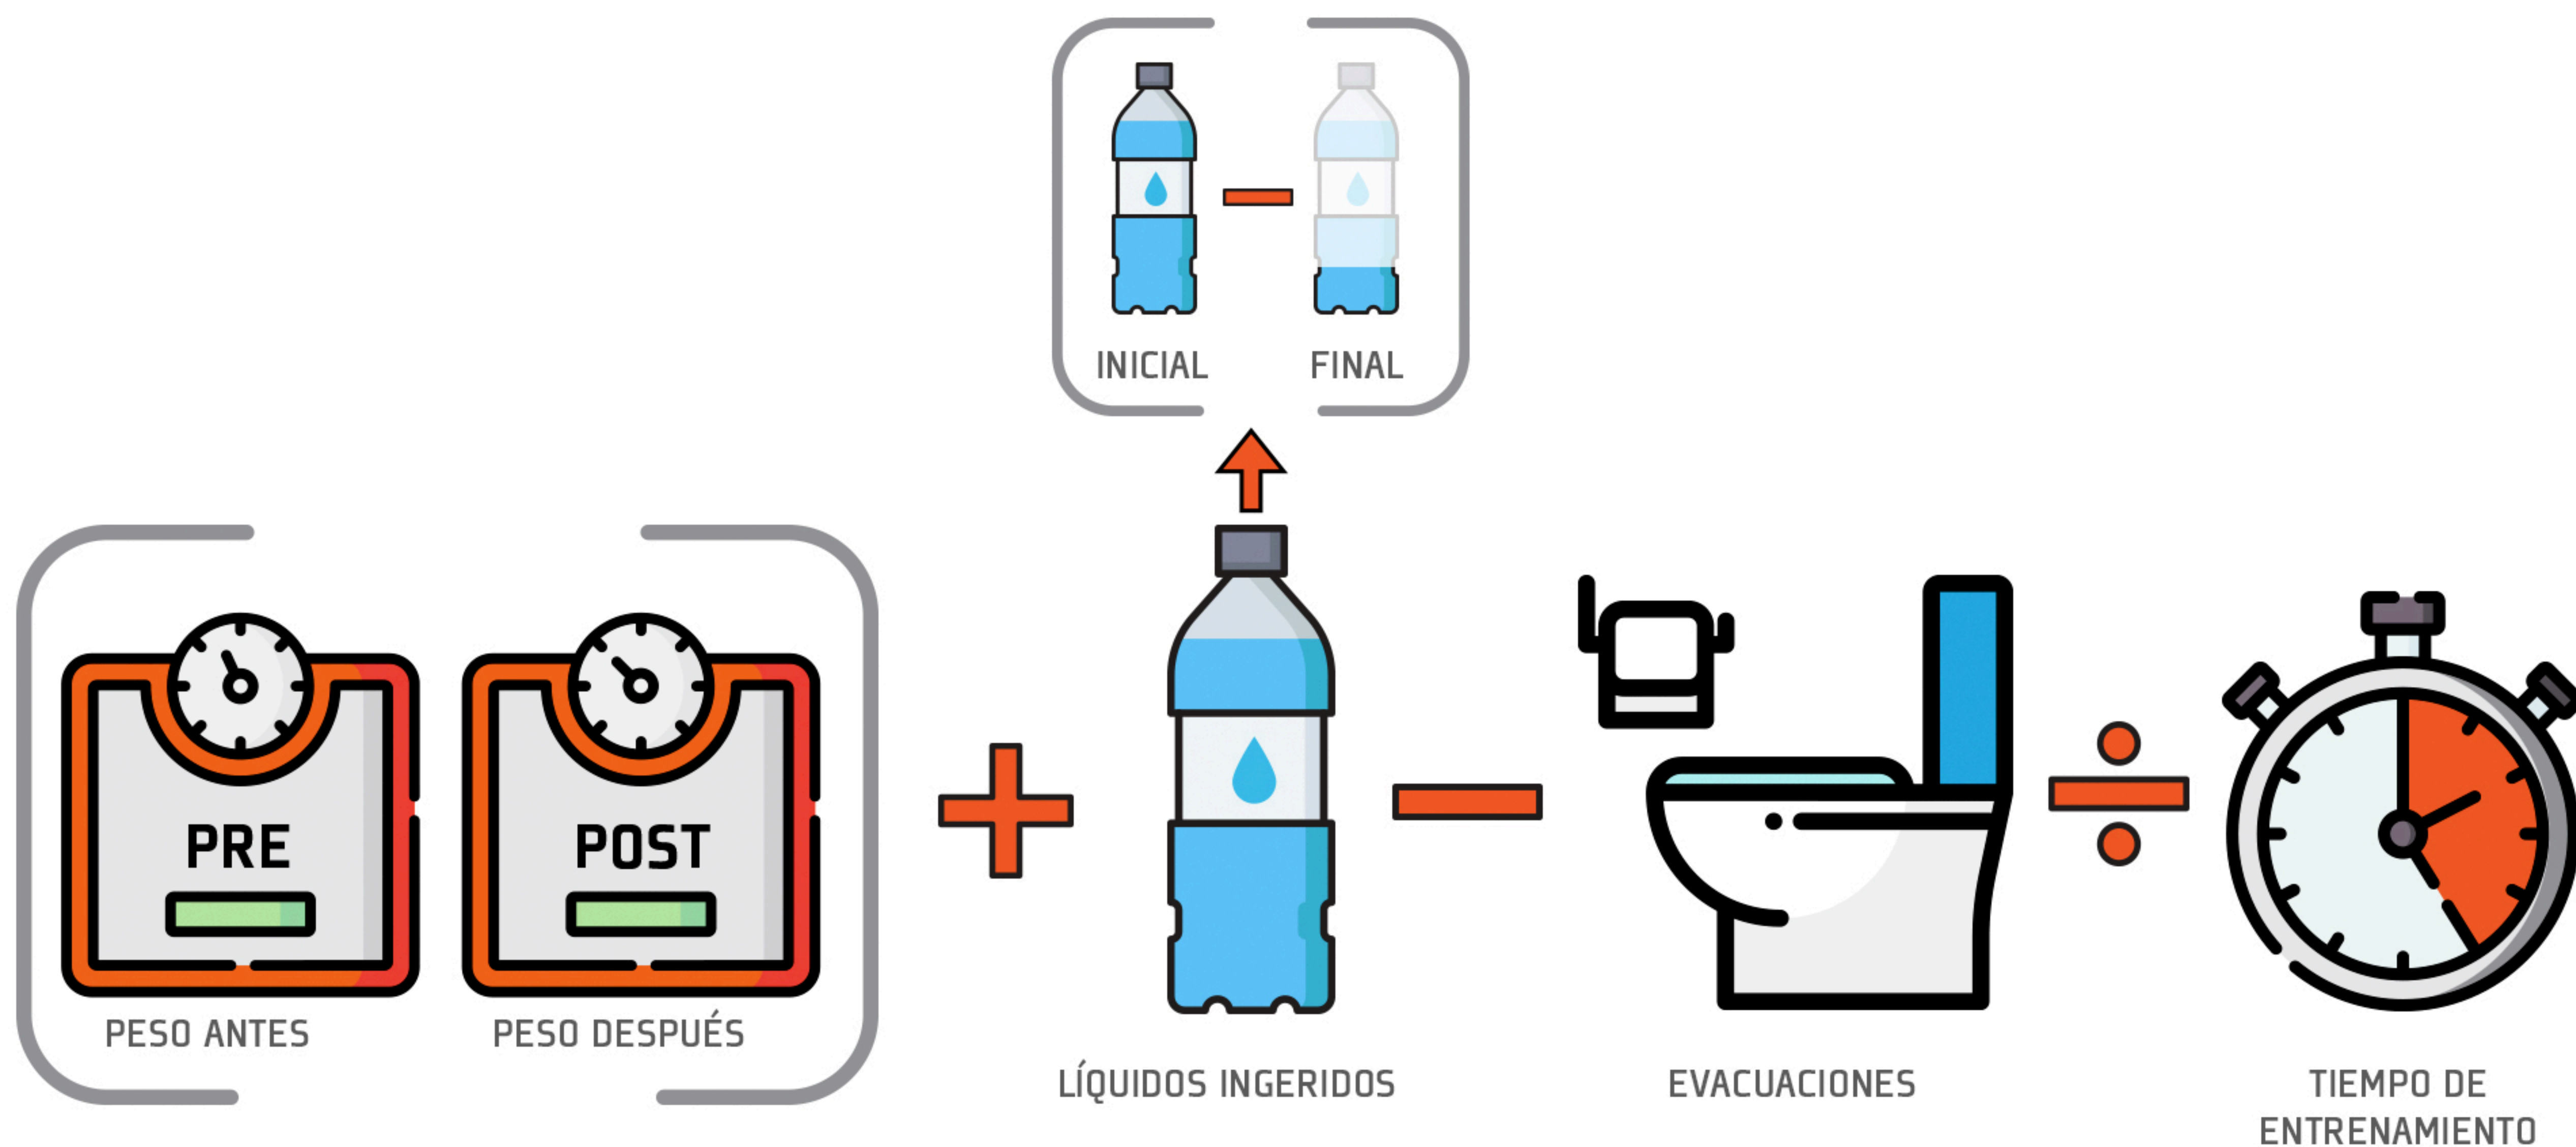 INICIAL
FINAL
PRE
POST
PESO ANTES
PESO DESPUÉS
LÍQUIDOS INGERIDOS
EVACUACIONES
TIEMPO DE
ENTRENAMIENTO